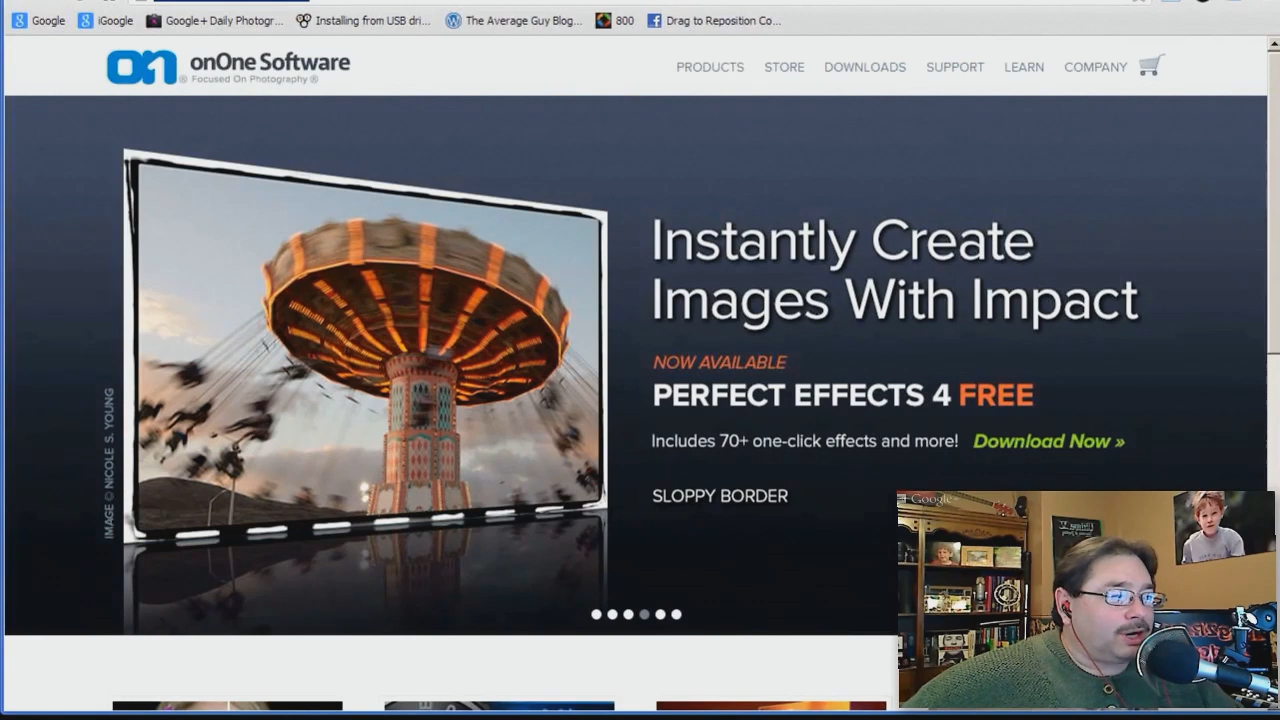 Google
iGoogle
Google+ Daily Photogr...
Installing from USB dri...
The Average Guy Blog...
800
Drag to Reposition Co...
on
onOne Software
® Focused On Photography ®
PRODUCTS
STORE
DOWNLOADS
SUPPORT
LEARN
COMPANY
Instantly Create
Images With Impact
NOW AVAILABLE
PERFECT EFFECTS 4 FREE
Includes 70+ one-click effects and more! Download Now »
SLOPPY BORDER
IMAGE © NICOLE S. YOUNG
Google+